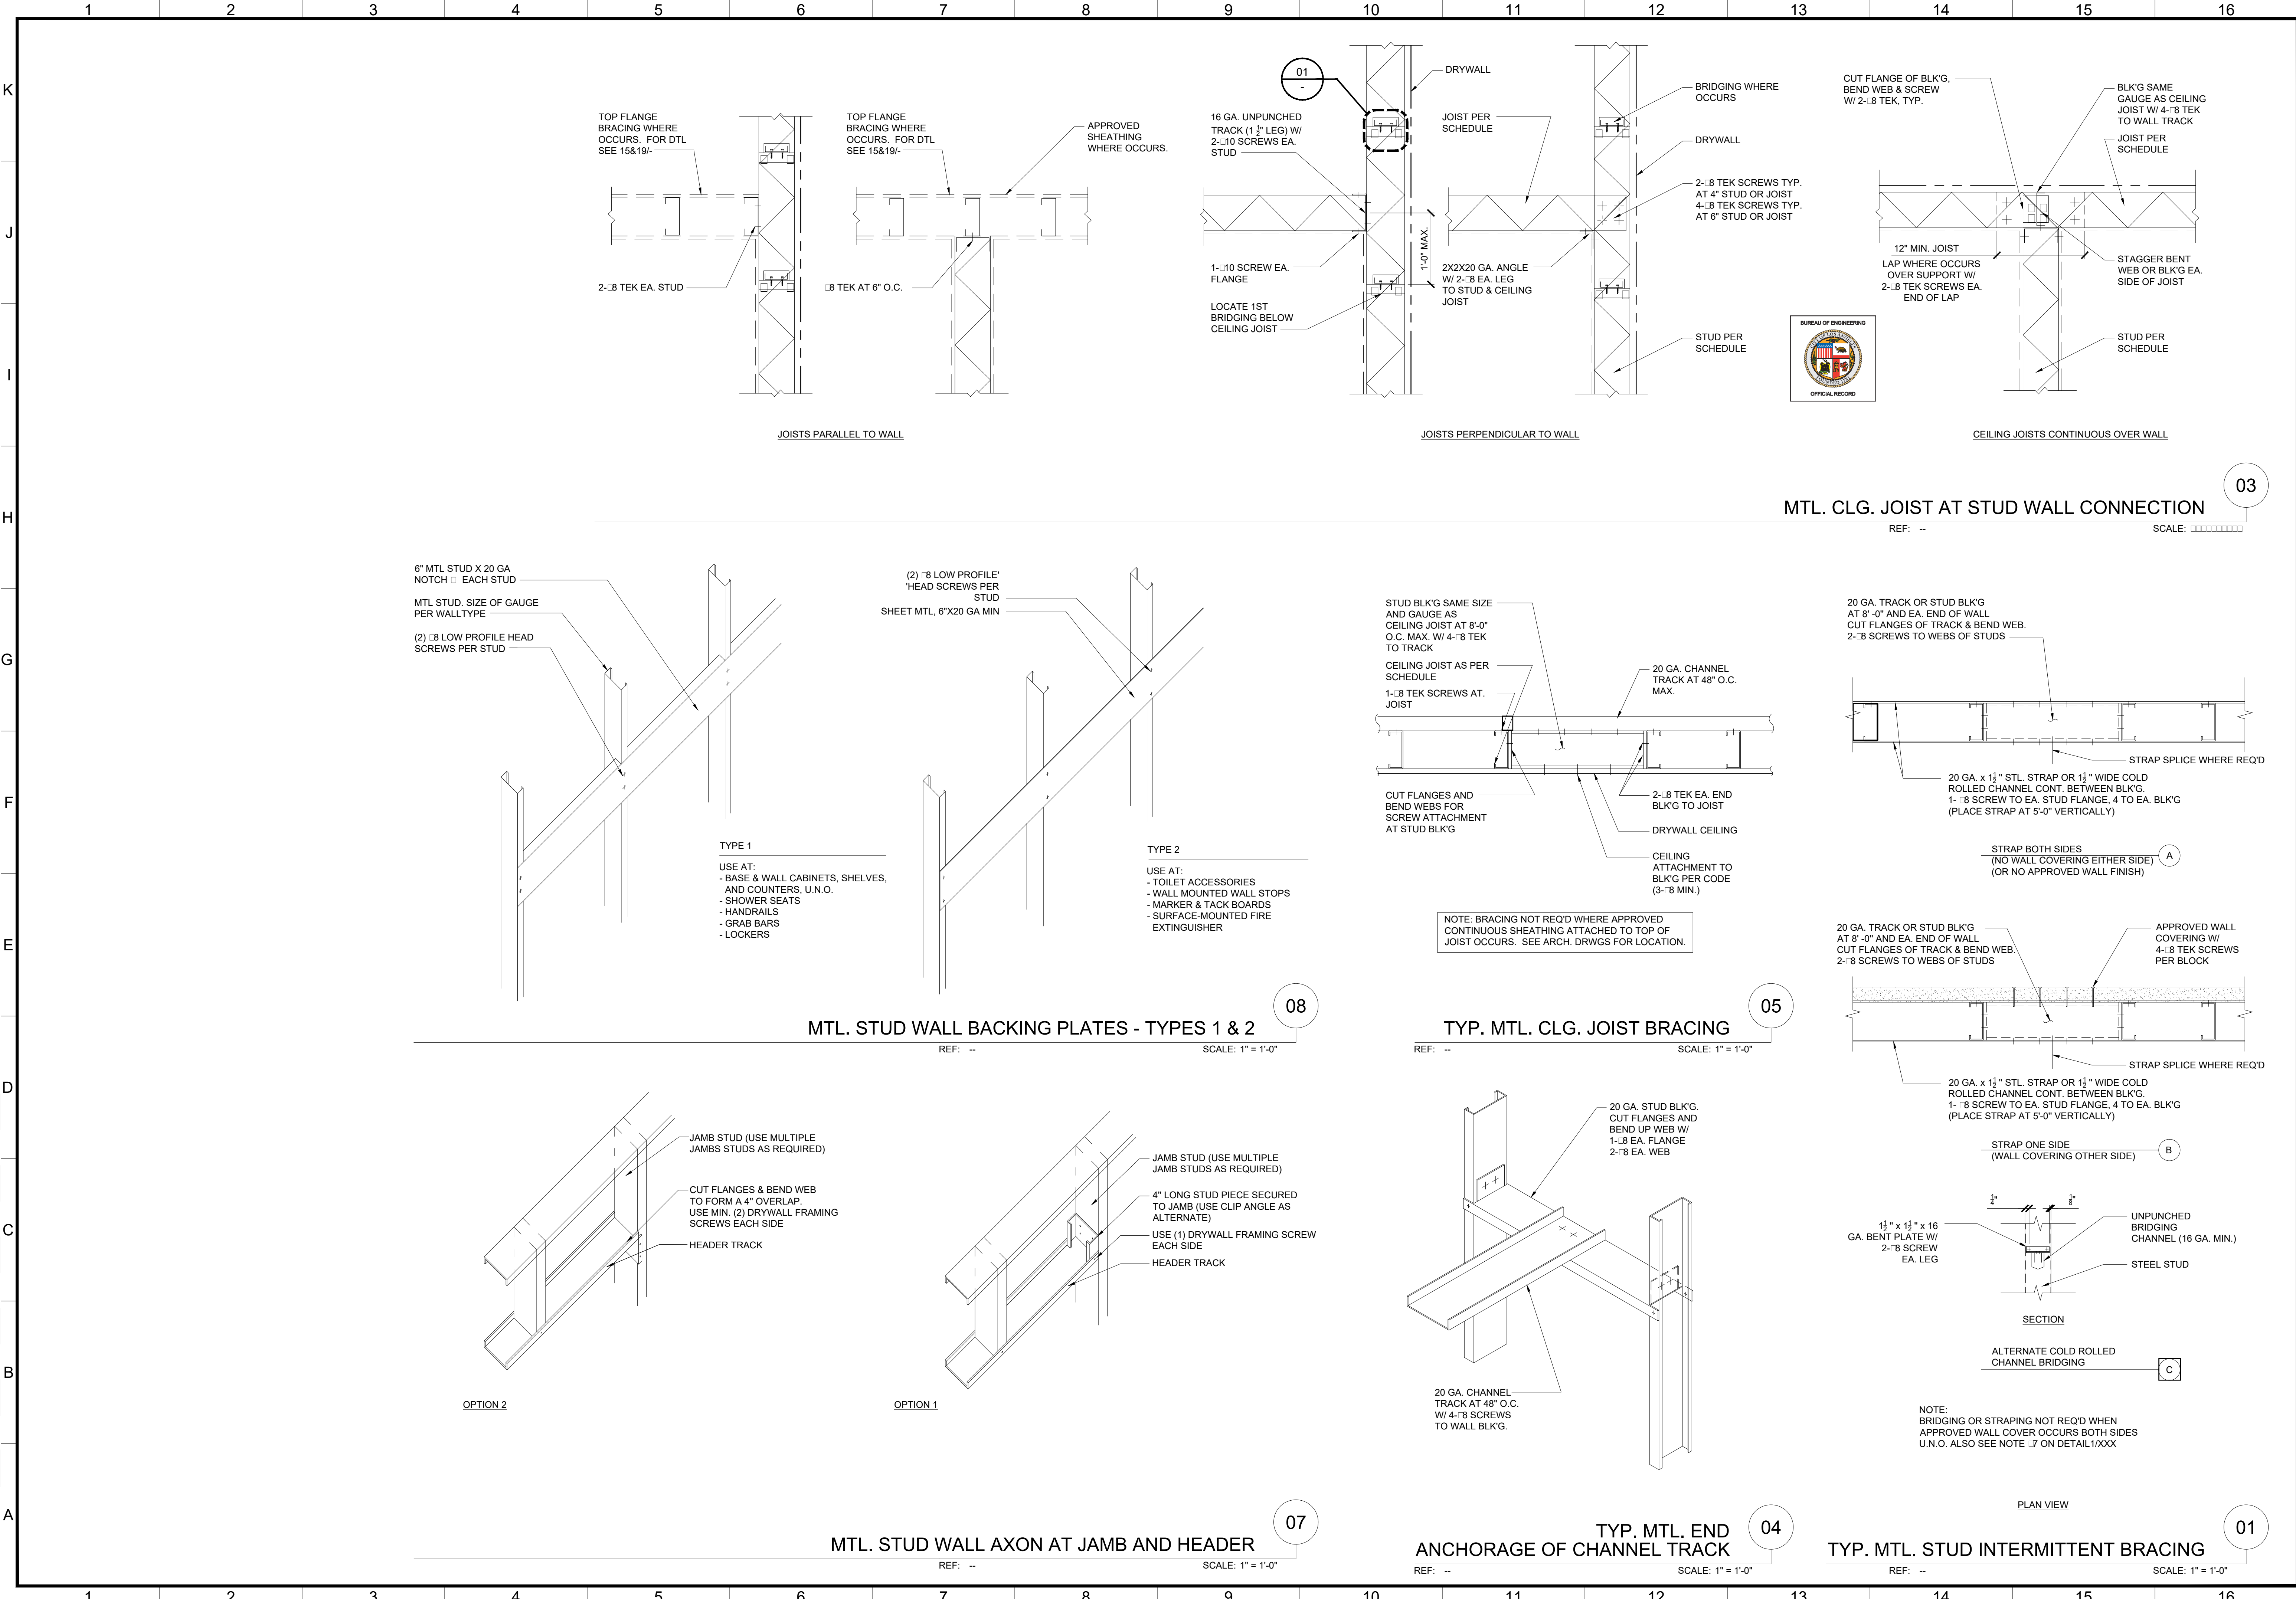 1 2 3 4 5 6 7 8 9 10 11 12 13 14 15 16
K
J
I
H
G
F
E
D
C
B
A
TOP FLANGE
BRACING WHERE
OCCURS. FOR DTL
SEE 15&19/-
2-□8 TEK EA. STUD
TOP FLANGE
BRACING WHERE
OCCURS. FOR DTL
SEE 15&19/-
APPROVED
SHEATHING
WHERE OCCURS.
□8 TEK AT 6" O.C.
JOISTS PARALLEL TO WALL
01
-
16 GA. UNPUNCHED
TRACK (1 1/2" LEG) W/
2-□10 SCREWS EA.
STUD
DRYWALL
1-□10 SCREW EA.
FLANGE
LOCATE 1ST
BRIDGING BELOW
CEILING JOIST
1'-0" MAX.
JOIST PER
SCHEDULE
2X2X20 GA. ANGLE
W/ 2-□8 EA. LEG
TO STUD & CEILING
JOIST
BRIDGING WHERE
OCCURS
DRYWALL
2-□8 TEK SCREWS TYP.
AT 4" STUD OR JOIST
4-□8 TEK SCREWS TYP.
AT 6" STUD OR JOIST
STUD PER
SCHEDULE
JOISTS PERPENDICULAR TO WALL
CUT FLANGE OF BLK'G,
BEND WEB & SCREW
W/ 2-□8 TEK, TYP.
BLK'G SAME
GAUGE AS CEILING
JOIST W/ 4-□8 TEK
TO WALL TRACK
JOIST PER
SCHEDULE
12" MIN. JOIST
LAP WHERE OCCURS
OVER SUPPORT W/
2-□8 TEK SCREWS EA.
END OF LAP
STAGGER BENT
WEB OR BLK'G EA.
SIDE OF JOIST
STUD PER
SCHEDULE
BUREAU OF ENGINEERING
OFFICIAL RECORD
CEILING JOISTS CONTINUOUS OVER WALL
03
MTL. CLG. JOIST AT STUD WALL CONNECTION
REF: --
SCALE: □□□□□□□□□□
6" MTL STUD X 20 GA
NOTCH □ EACH STUD
MTL STUD. SIZE OF GAUGE
PER WALLTYPE
(2) □8 LOW PROFILE HEAD
SCREWS PER STUD
TYPE 1
USE AT:
- BASE & WALL CABINETS, SHELVES,
AND COUNTERS, U.N.O.
- SHOWER SEATS
- HANDRAILS
- GRAB BARS
- LOCKERS
(2) □8 LOW PROFILE'
'HEAD SCREWS PER
STUD
SHEET MTL, 6"X20 GA MIN
TYPE 2
USE AT:
- TOILET ACCESSORIES
- WALL MOUNTED WALL STOPS
- MARKER & TACK BOARDS
- SURFACE-MOUNTED FIRE
EXTINGUISHER
08
MTL. STUD WALL BACKING PLATES - TYPES 1 & 2
REF: --
SCALE: 1" = 1'-0"
STUD BLK'G SAME SIZE
AND GAUGE AS
CEILING JOIST AT 8'-0"
O.C. MAX. W/ 4-□8 TEK
TO TRACK
CEILING JOIST AS PER
SCHEDULE
1-□8 TEK SCREWS AT.
JOIST
20 GA. CHANNEL
TRACK AT 48" O.C.
MAX.
CUT FLANGES AND
BEND WEBS FOR
SCREW ATTACHMENT
AT STUD BLK'G
2-□8 TEK EA. END
BLK'G TO JOIST
DRYWALL CEILING
CEILING
ATTACHMENT TO
BLK'G PER CODE
(3-□8 MIN.)
NOTE: BRACING NOT REQ'D WHERE APPROVED
CONTINUOUS SHEATHING ATTACHED TO TOP OF
JOIST OCCURS. SEE ARCH. DRWGS FOR LOCATION.
05
TYP. MTL. CLG. JOIST BRACING
REF: --
SCALE: 1" = 1'-0"
20 GA. TRACK OR STUD BLK'G
AT 8' -0" AND EA. END OF WALL
CUT FLANGES OF TRACK & BEND WEB.
2-□8 SCREWS TO WEBS OF STUDS
STRAP SPLICE WHERE REQ'D
20 GA. x 1 1/2" STL. STRAP OR 1 1/2" WIDE COLD
ROLLED CHANNEL CONT. BETWEEN BLK'G.
1- □8 SCREW TO EA. STUD FLANGE, 4 TO EA. BLK'G
(PLACE STRAP AT 5'-0" VERTICALLY)
STRAP BOTH SIDES
(NO WALL COVERING EITHER SIDE)
(OR NO APPROVED WALL FINISH)
A
20 GA. TRACK OR STUD BLK'G
AT 8' -0" AND EA. END OF WALL
CUT FLANGES OF TRACK & BEND WEB.
2-□8 SCREWS TO WEBS OF STUDS
APPROVED WALL
COVERING W/
4-□8 TEK SCREWS
PER BLOCK
STRAP SPLICE WHERE REQ'D
20 GA. x 1 1/2" STL. STRAP OR 1 1/2" WIDE COLD
ROLLED CHANNEL CONT. BETWEEN BLK'G.
1- □8 SCREW TO EA. STUD FLANGE, 4 TO EA. BLK'G
(PLACE STRAP AT 5'-0" VERTICALLY)
STRAP ONE SIDE
(WALL COVERING OTHER SIDE)
B
1/4"
1/8"
1 1/2" x 1 1/2" x 16
GA. BENT PLATE W/
2-□8 SCREW
EA. LEG
UNPUNCHED
BRIDGING
CHANNEL (16 GA. MIN.)
STEEL STUD
SECTION
ALTERNATE COLD ROLLED
CHANNEL BRIDGING
C
NOTE:
BRIDGING OR STRAPING NOT REQ'D WHEN
APPROVED WALL COVER OCCURS BOTH SIDES
U.N.O. ALSO SEE NOTE □7 ON DETAIL1/XXX
PLAN VIEW
01
TYP. MTL. STUD INTERMITTENT BRACING
REF: --
SCALE: 1" = 1'-0"
JAMB STUD (USE MULTIPLE
JAMBS STUDS AS REQUIRED)
CUT FLANGES & BEND WEB
TO FORM A 4" OVERLAP.
USE MIN. (2) DRYWALL FRAMING
SCREWS EACH SIDE
HEADER TRACK
OPTION 2
JAMB STUD (USE MULTIPLE
JAMB STUDS AS REQUIRED)
4" LONG STUD PIECE SECURED
TO JAMB (USE CLIP ANGLE AS
ALTERNATE)
USE (1) DRYWALL FRAMING SCREW
EACH SIDE
HEADER TRACK
OPTION 1
07
MTL. STUD WALL AXON AT JAMB AND HEADER
REF: --
SCALE: 1" = 1'-0"
20 GA. STUD BLK'G.
CUT FLANGES AND
BEND UP WEB W/
1-□8 EA. FLANGE
2-□8 EA. WEB
20 GA. CHANNEL
TRACK AT 48" O.C.
W/ 4-□8 SCREWS
TO WALL BLK'G.
04
TYP. MTL. END
ANCHORAGE OF CHANNEL TRACK
REF: --
SCALE: 1" = 1'-0"
1 2 3 4 5 6 7 8 9 10 11 12 13 14 15 16